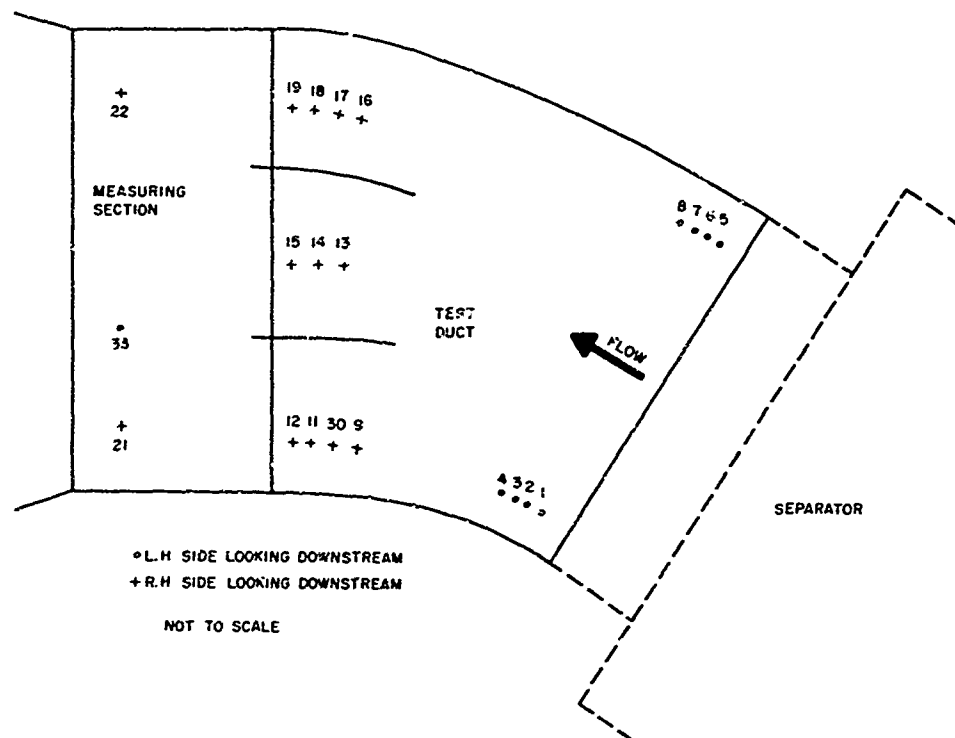 19 18 17 16
22
MEASURING
SECTION
8 7 6 5
15 14 13
TEST
DUCT
33
FLOW
12 11 30 9
21
4 3 2 1
SEPARATOR
L.H SIDE LOOKING DOWNSTREAM
+ R.H SIDE LOOKING DOWNSTREAM
NOT TO SCALE